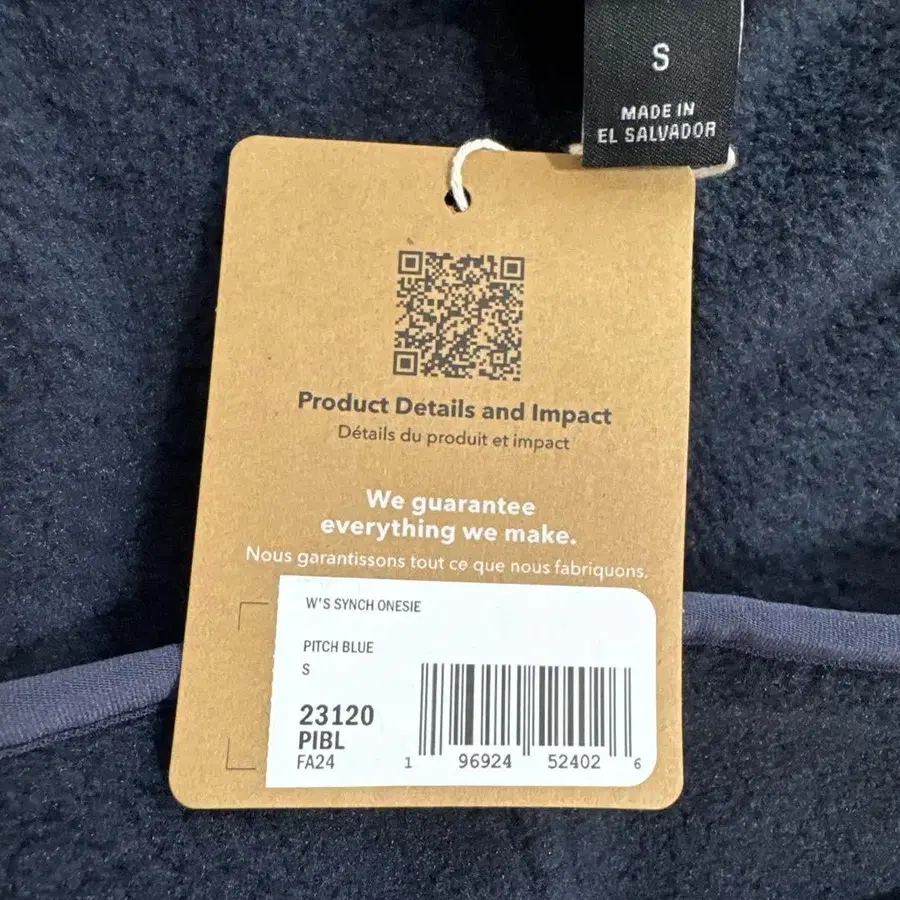 S
MADE IN
EL SALVADOR
Product Details and Impact
Détails du produit et impact
We guarantee
everything we make.
Nous garantissons tout ce que nous fabriquons.
W'S SYNCH ONESIE
PITCH BLUE
S
23120
PIBL
FA24
1 96924 52402 6